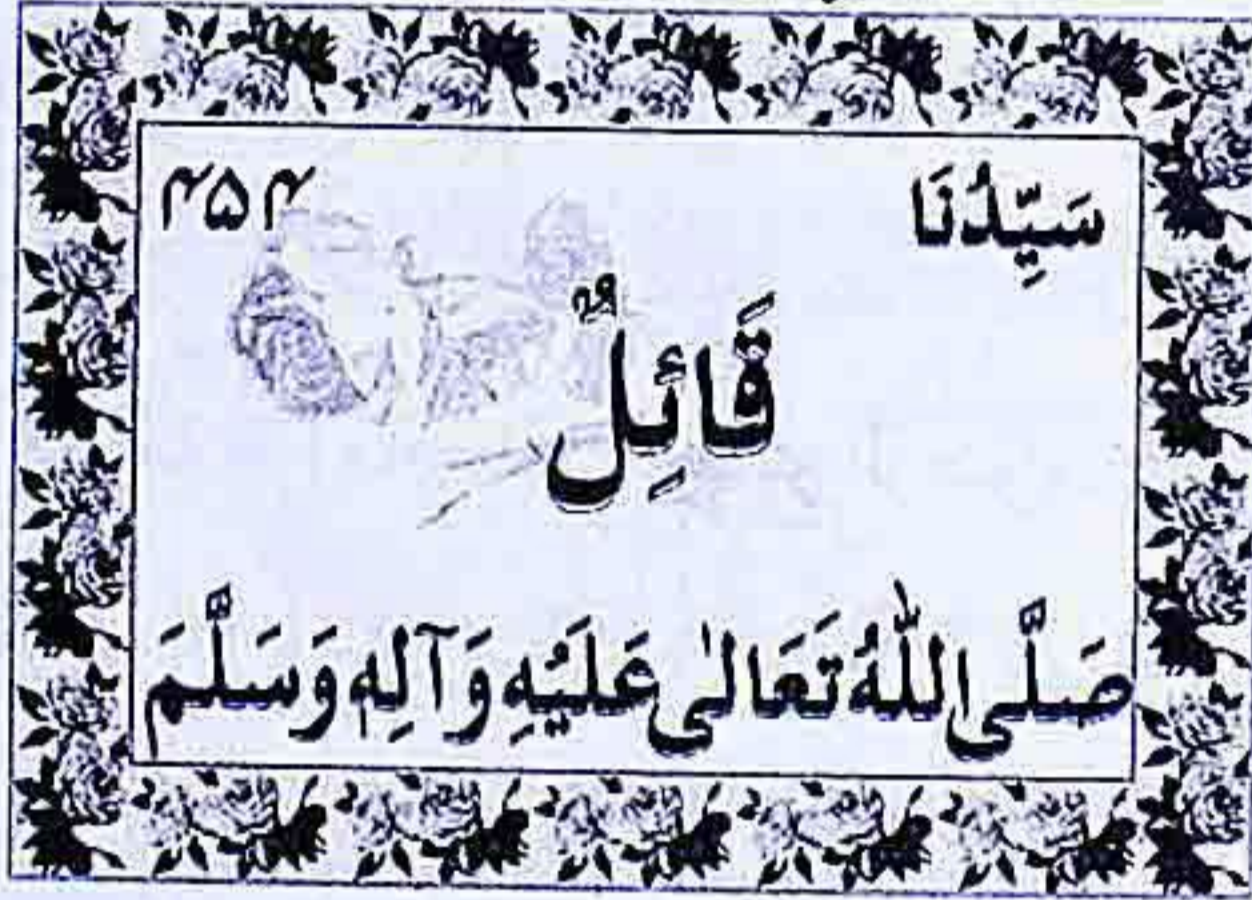 سَيِّدُنَا ۴۵۴
قَائِلٌ
صَلَّى اللّٰهُ تَعَالٰى عَلَيْهِ وَآلِهٖ وَسَلَّمَ